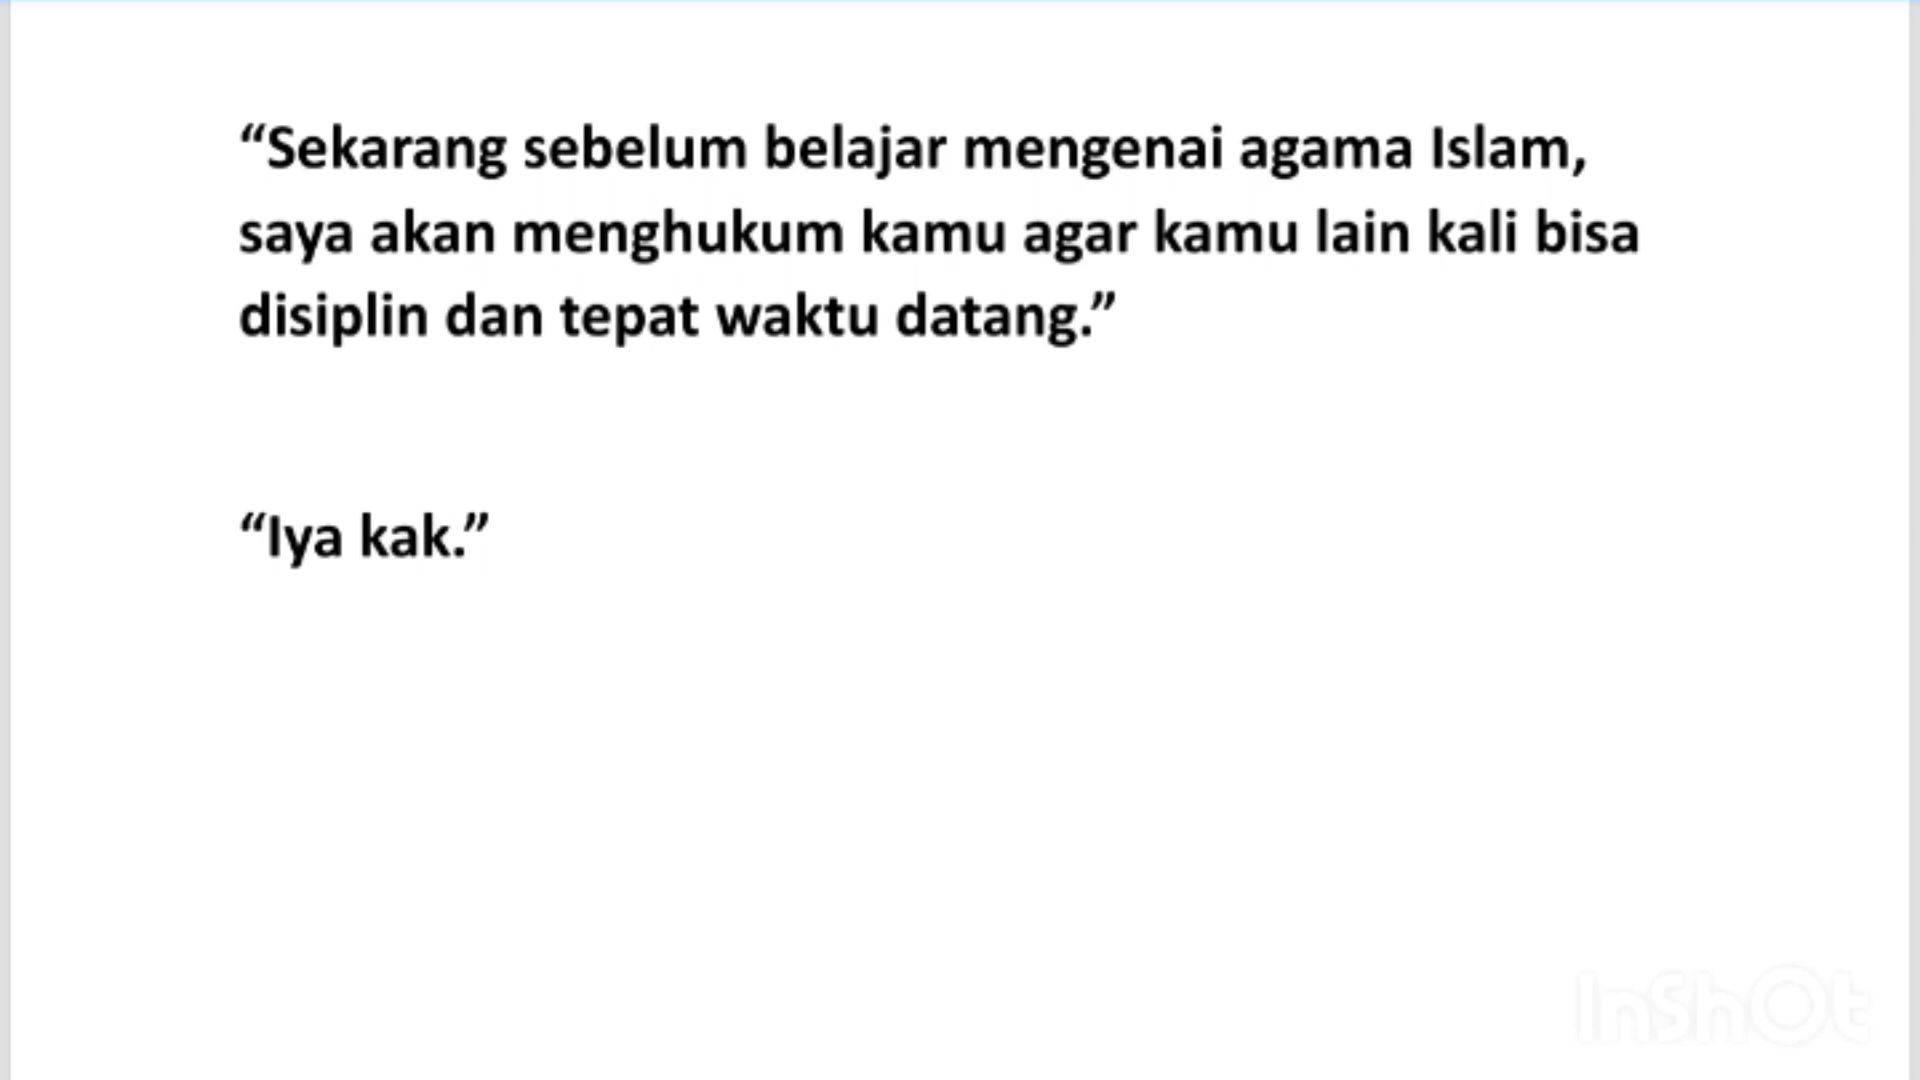 “Sekarang sebelum belajar mengenai agama Islam,
saya akan menghukum kamu agar kamu lain kali bisa
disiplin dan tepat waktu datang.”
“Iya kak.”
InShOt